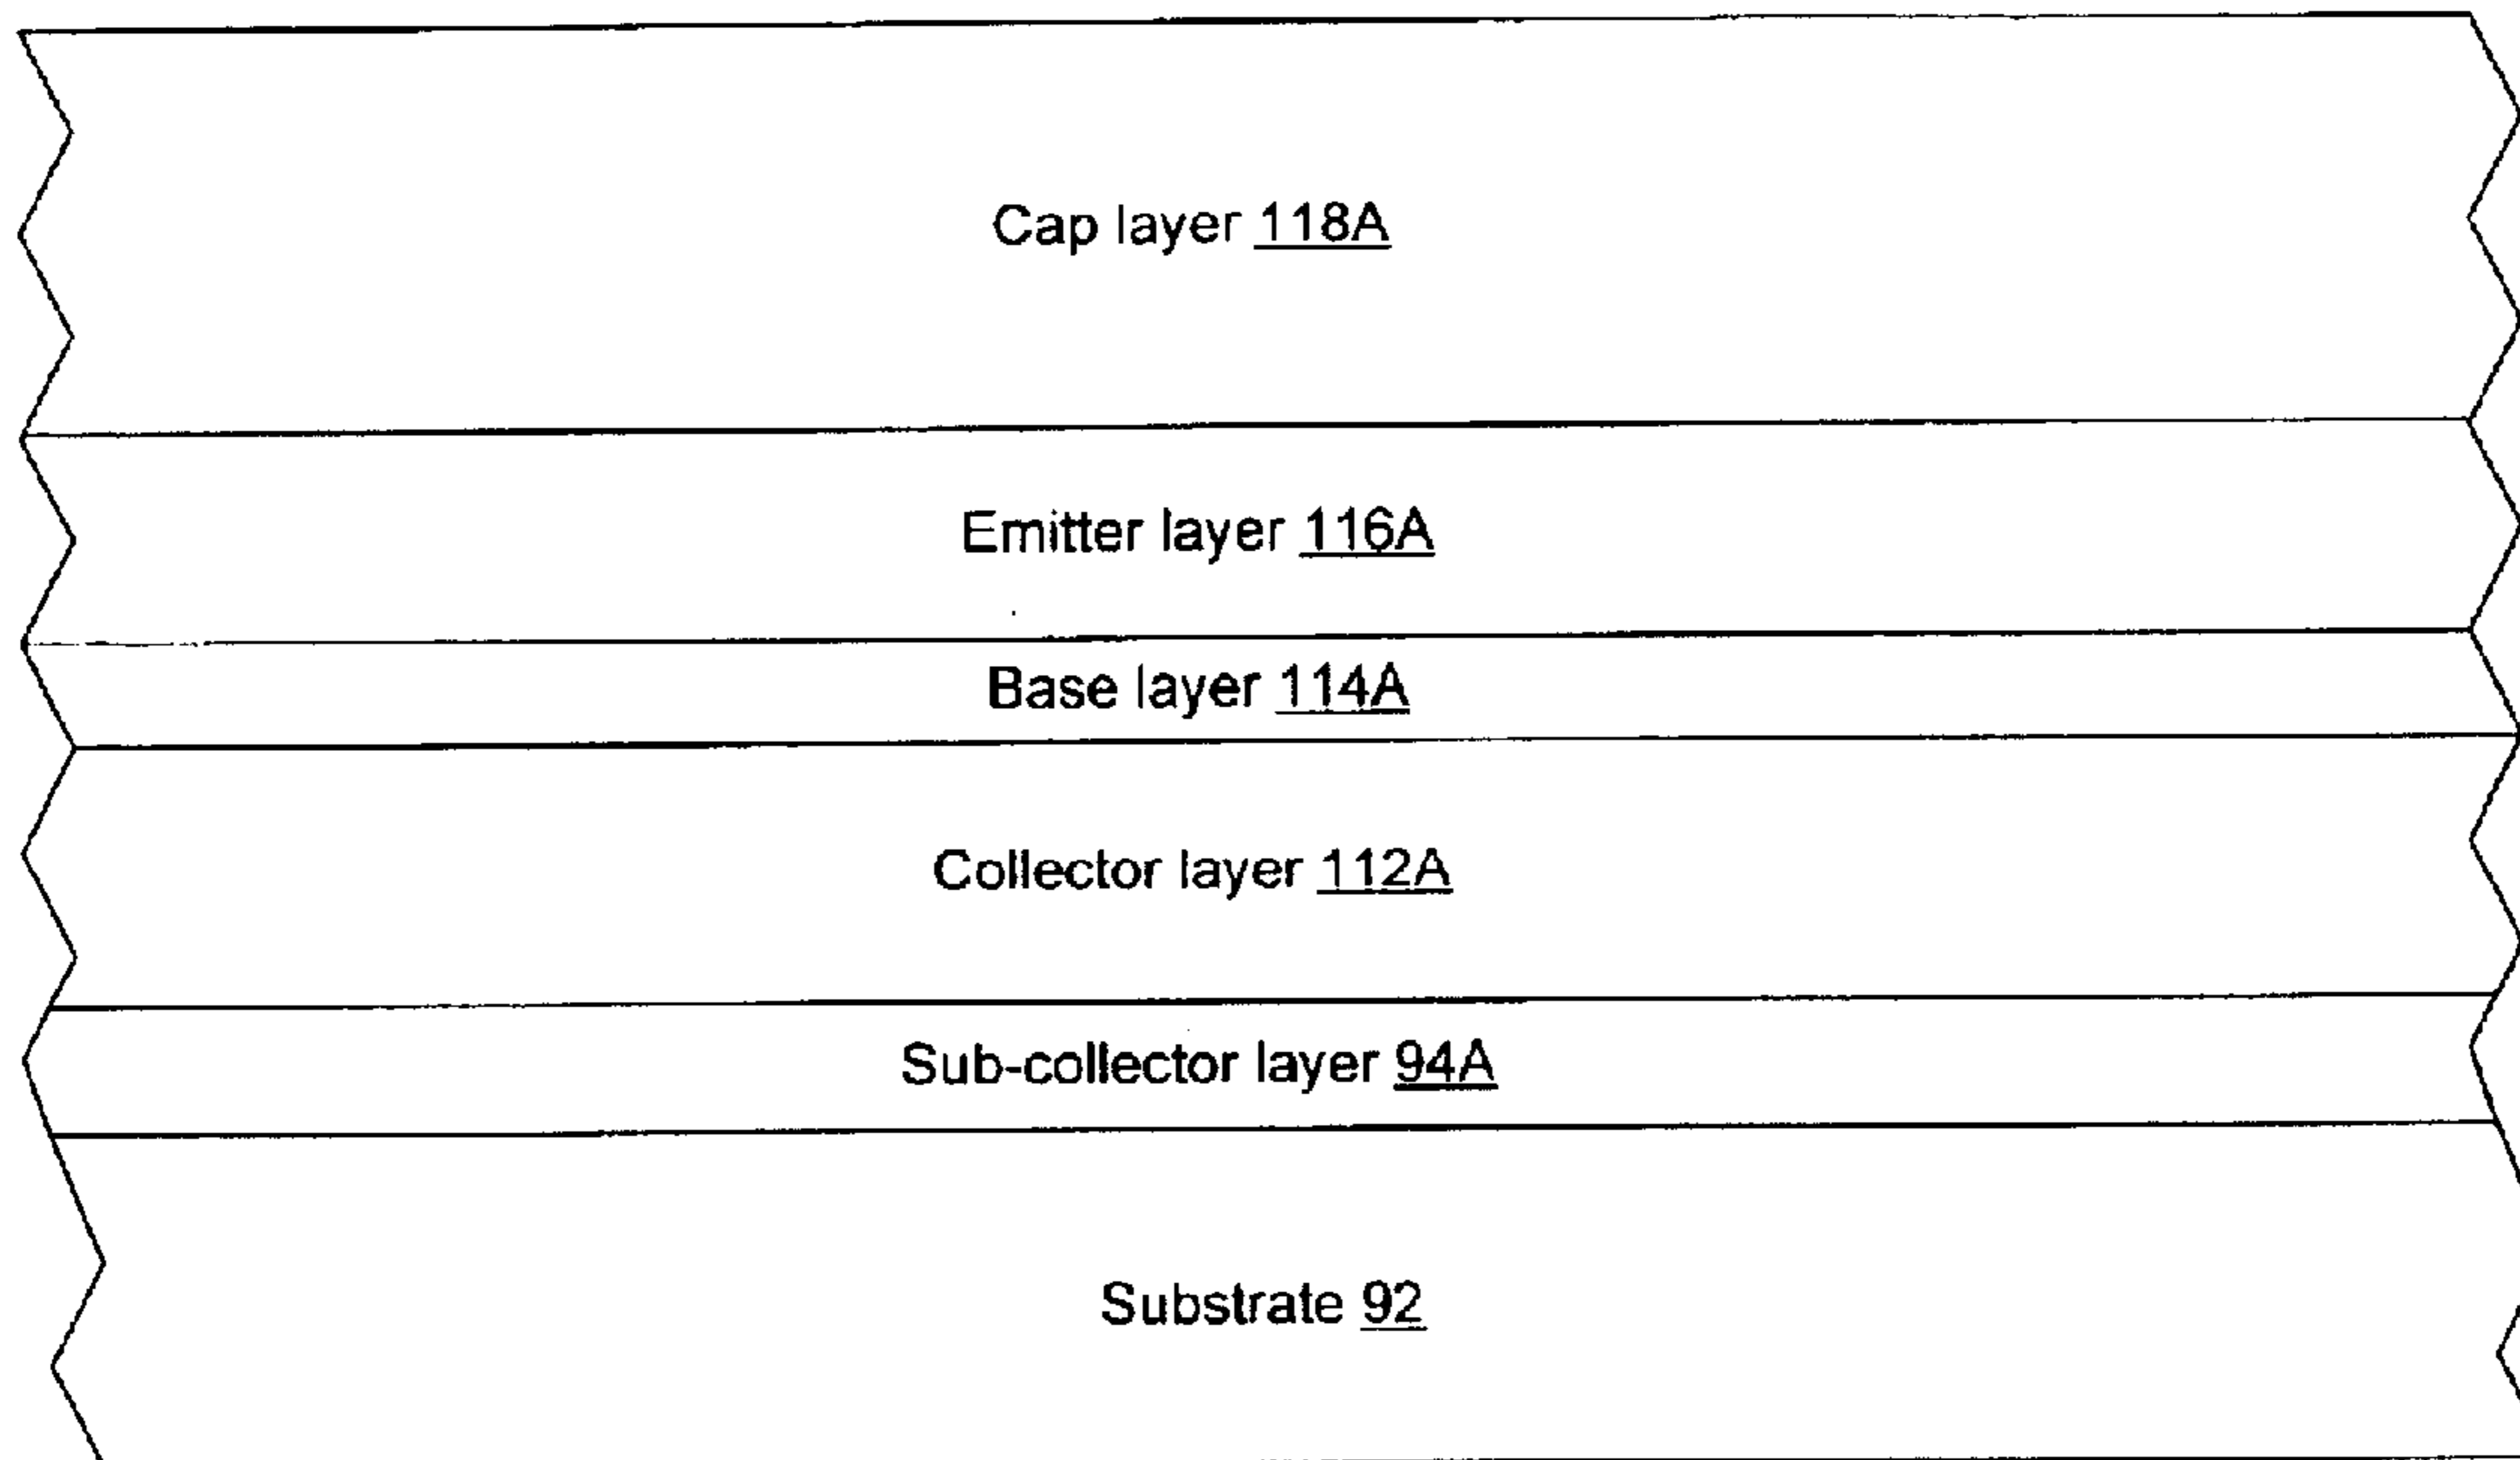 Cap layer 118A
Emitter layer 116A
Base layer 114A
Collector layer 112A
Sub-collector layer 94A
Substrate 92